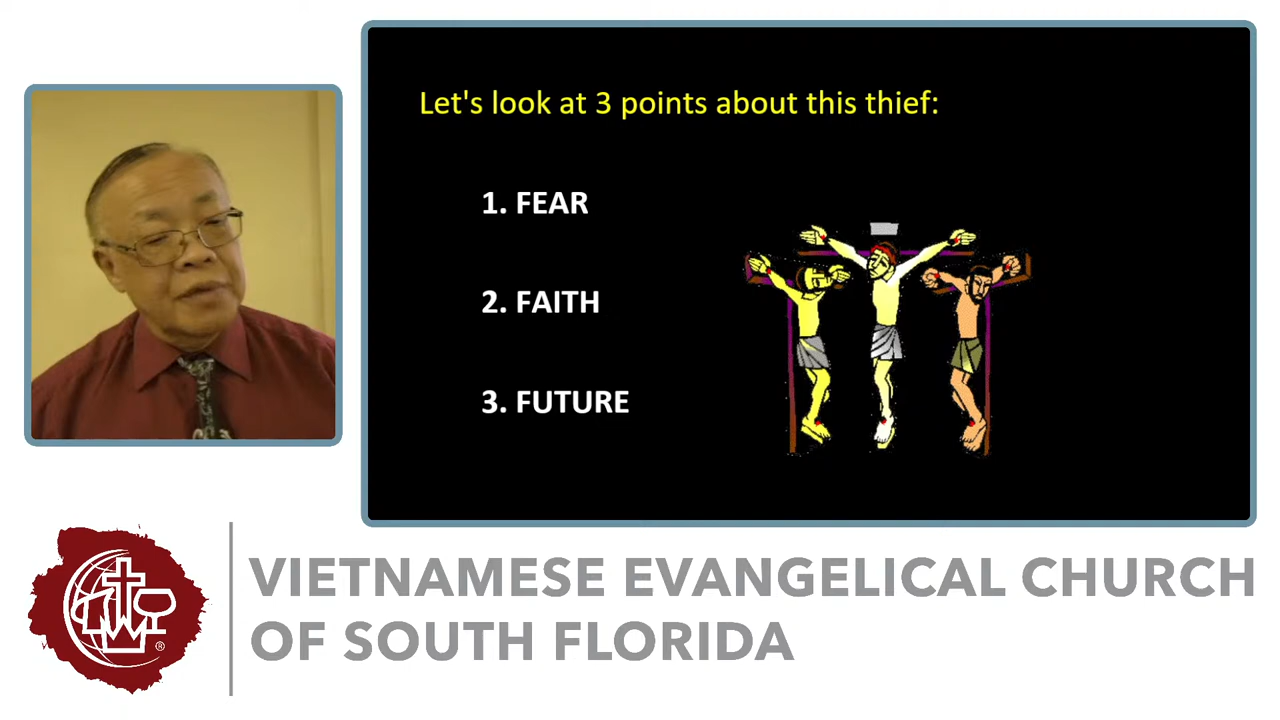 Let's look at 3 points about this thief:
1. FEAR
2. FAITH
3. FUTURE
VIETNAMESE EVANGELICAL CHURCH
OF SOUTH FLORIDA
®